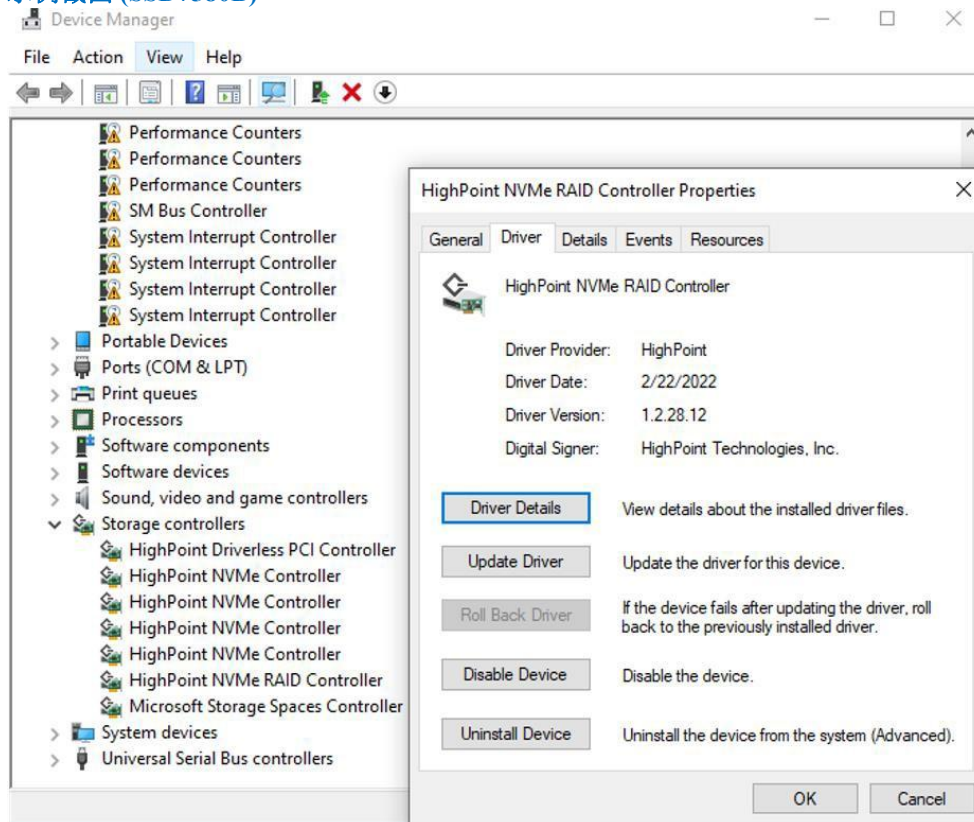 示例截图 (SSD7580B)
Device Manager
File Action View Help
Performance Counters
Performance Counters
Performance Counters
SM Bus Controller
System Interrupt Controller
System Interrupt Controller
System Interrupt Controller
System Interrupt Controller
Portable Devices
Ports (COM & LPT)
Print queues
Processors
Software components
Software devices
Sound, video and game controllers
Storage controllers
HighPoint Driverless PCI Controller
HighPoint NVMe Controller
HighPoint NVMe Controller
HighPoint NVMe Controller
HighPoint NVMe Controller
HighPoint NVMe RAID Controller
Microsoft Storage Spaces Controller
System devices
Universal Serial Bus controllers
HighPoint NVMe RAID Controller Properties
General Driver Details Events Resources
HighPoint NVMe RAID Controller
Driver Provider: HighPoint
Driver Date: 2/22/2022
Driver Version: 1.2.28.12
Digital Signer: HighPoint Technologies, Inc.
Driver Details View details about the installed driver files.
Update Driver Update the driver for this device.
Roll Back Driver If the device fails after updating the driver, roll
back to the previously installed driver.
Disable Device Disable the device.
Uninstall Device Uninstall the device from the system (Advanced).
OK Cancel